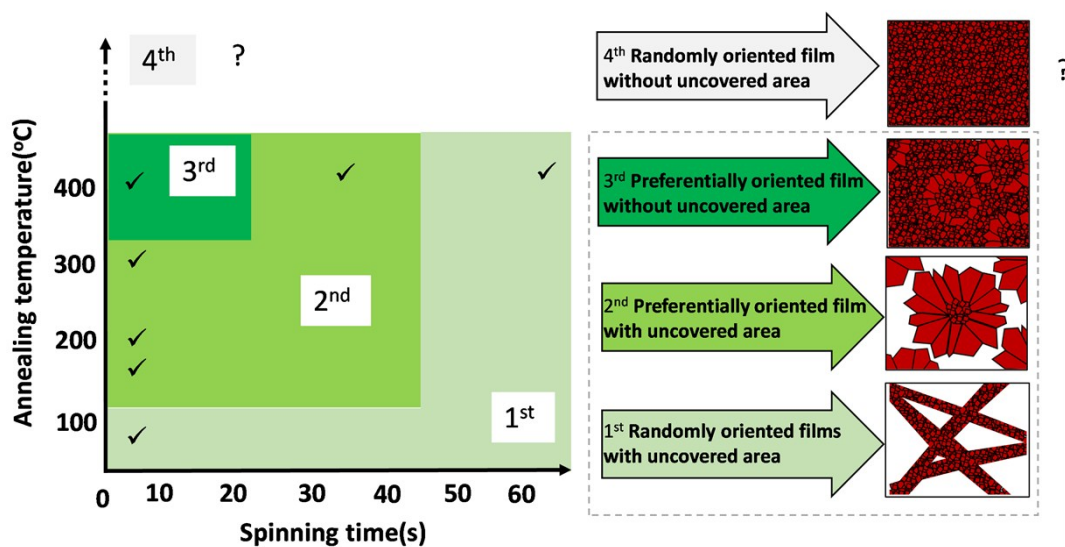 4th ?
3rd
2nd
1st
400
300
200
100
0
10
20
30
40
50
60
Annealing temperature(ºC)
Spinning time(s)
4th Randomly oriented film
without uncovered area
?
3rd Preferentially oriented film
without uncovered area
2nd Preferentially oriented film
with uncovered area
1st Randomly oriented films
with uncovered area